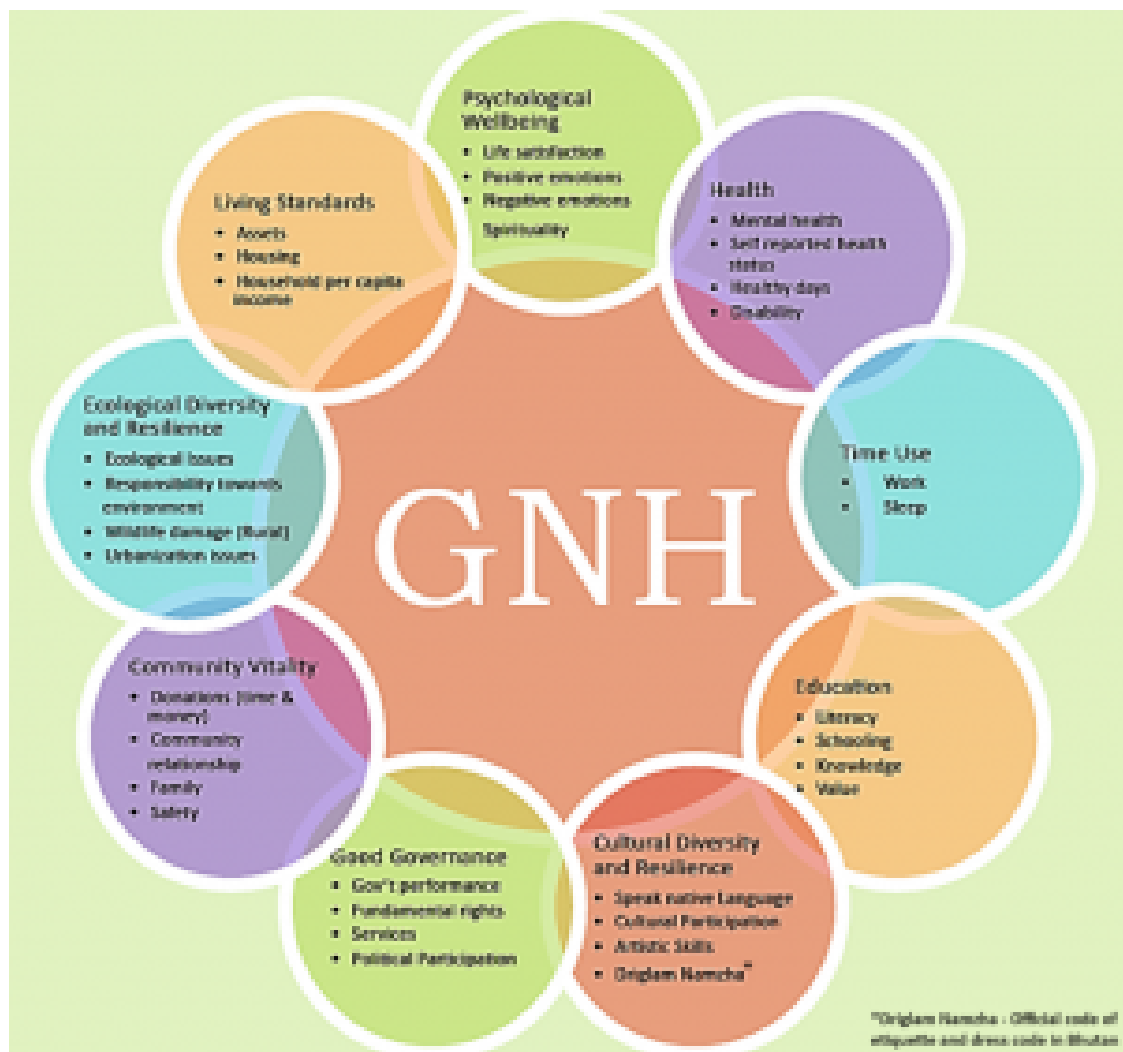 Psychological
Wellbeing
• Life satisfaction
• Positive emotions
• Negative emotions
Spirituality
Health
• Mental health
• Self reported health
status
• Healthy days
• Disability
Time Use
• Work
• Sleep
Education
• Literacy
• Schooling
• Knowledge
• Value
Cultural Diversity
and Resilience
• Speak native Language
• Cultural Participation
• Artistic Skills
• Driglam Namzha*
Good Governance
• Gov't performance
• Fundamental rights
• Services
• Political Participation
Community Vitality
• Donations (time &
money)
• Community
relationship
• Family
• Safety
Ecological Diversity
and Resilience
• Ecological Issues
• Responsibility towards
environment
• Wildlife damage (Rural)
• Urbanization issues
Living Standards
• Assets
• Housing
• Household per capita
income
GNH
*Driglam Namzha - Official code of
etiquette and dress code in Bhutan